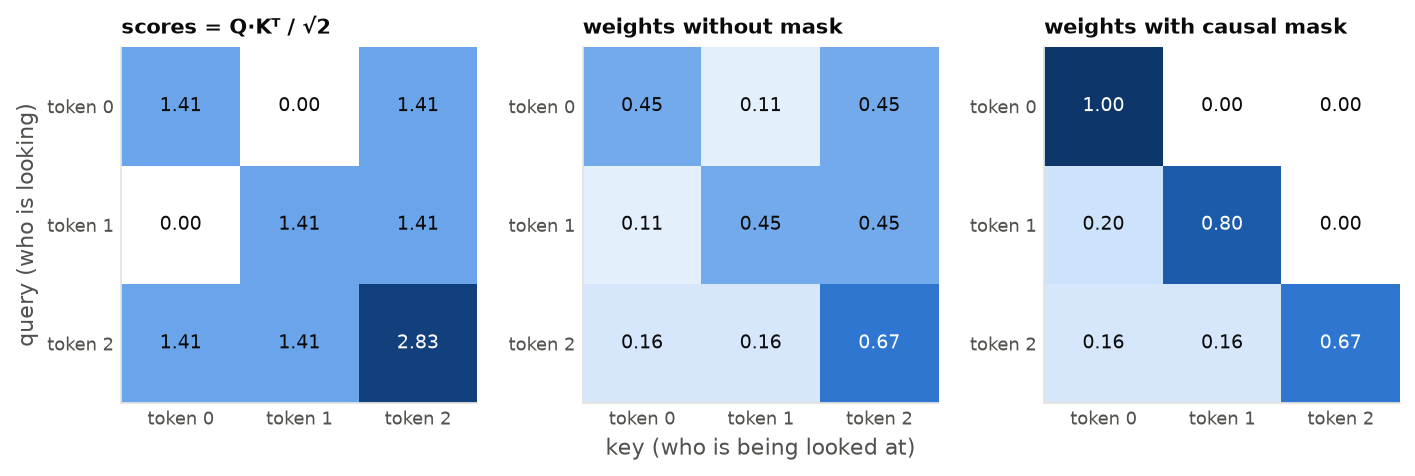 scores = Q·Kᵀ / √2
weights without mask
weights with causal mask
query (who is looking)
token 0 1.41 0.00 1.41
token 1 0.00 1.41 1.41
token 2 1.41 1.41 2.83
token 0 token 1 token 2
token 0 0.45 0.11 0.45
token 1 0.11 0.45 0.45
token 2 0.16 0.16 0.67
token 0 token 1 token 2
key (who is being looked at)
token 0 1.00 0.00 0.00
token 1 0.20 0.80 0.00
token 2 0.16 0.16 0.67
token 0 token 1 token 2